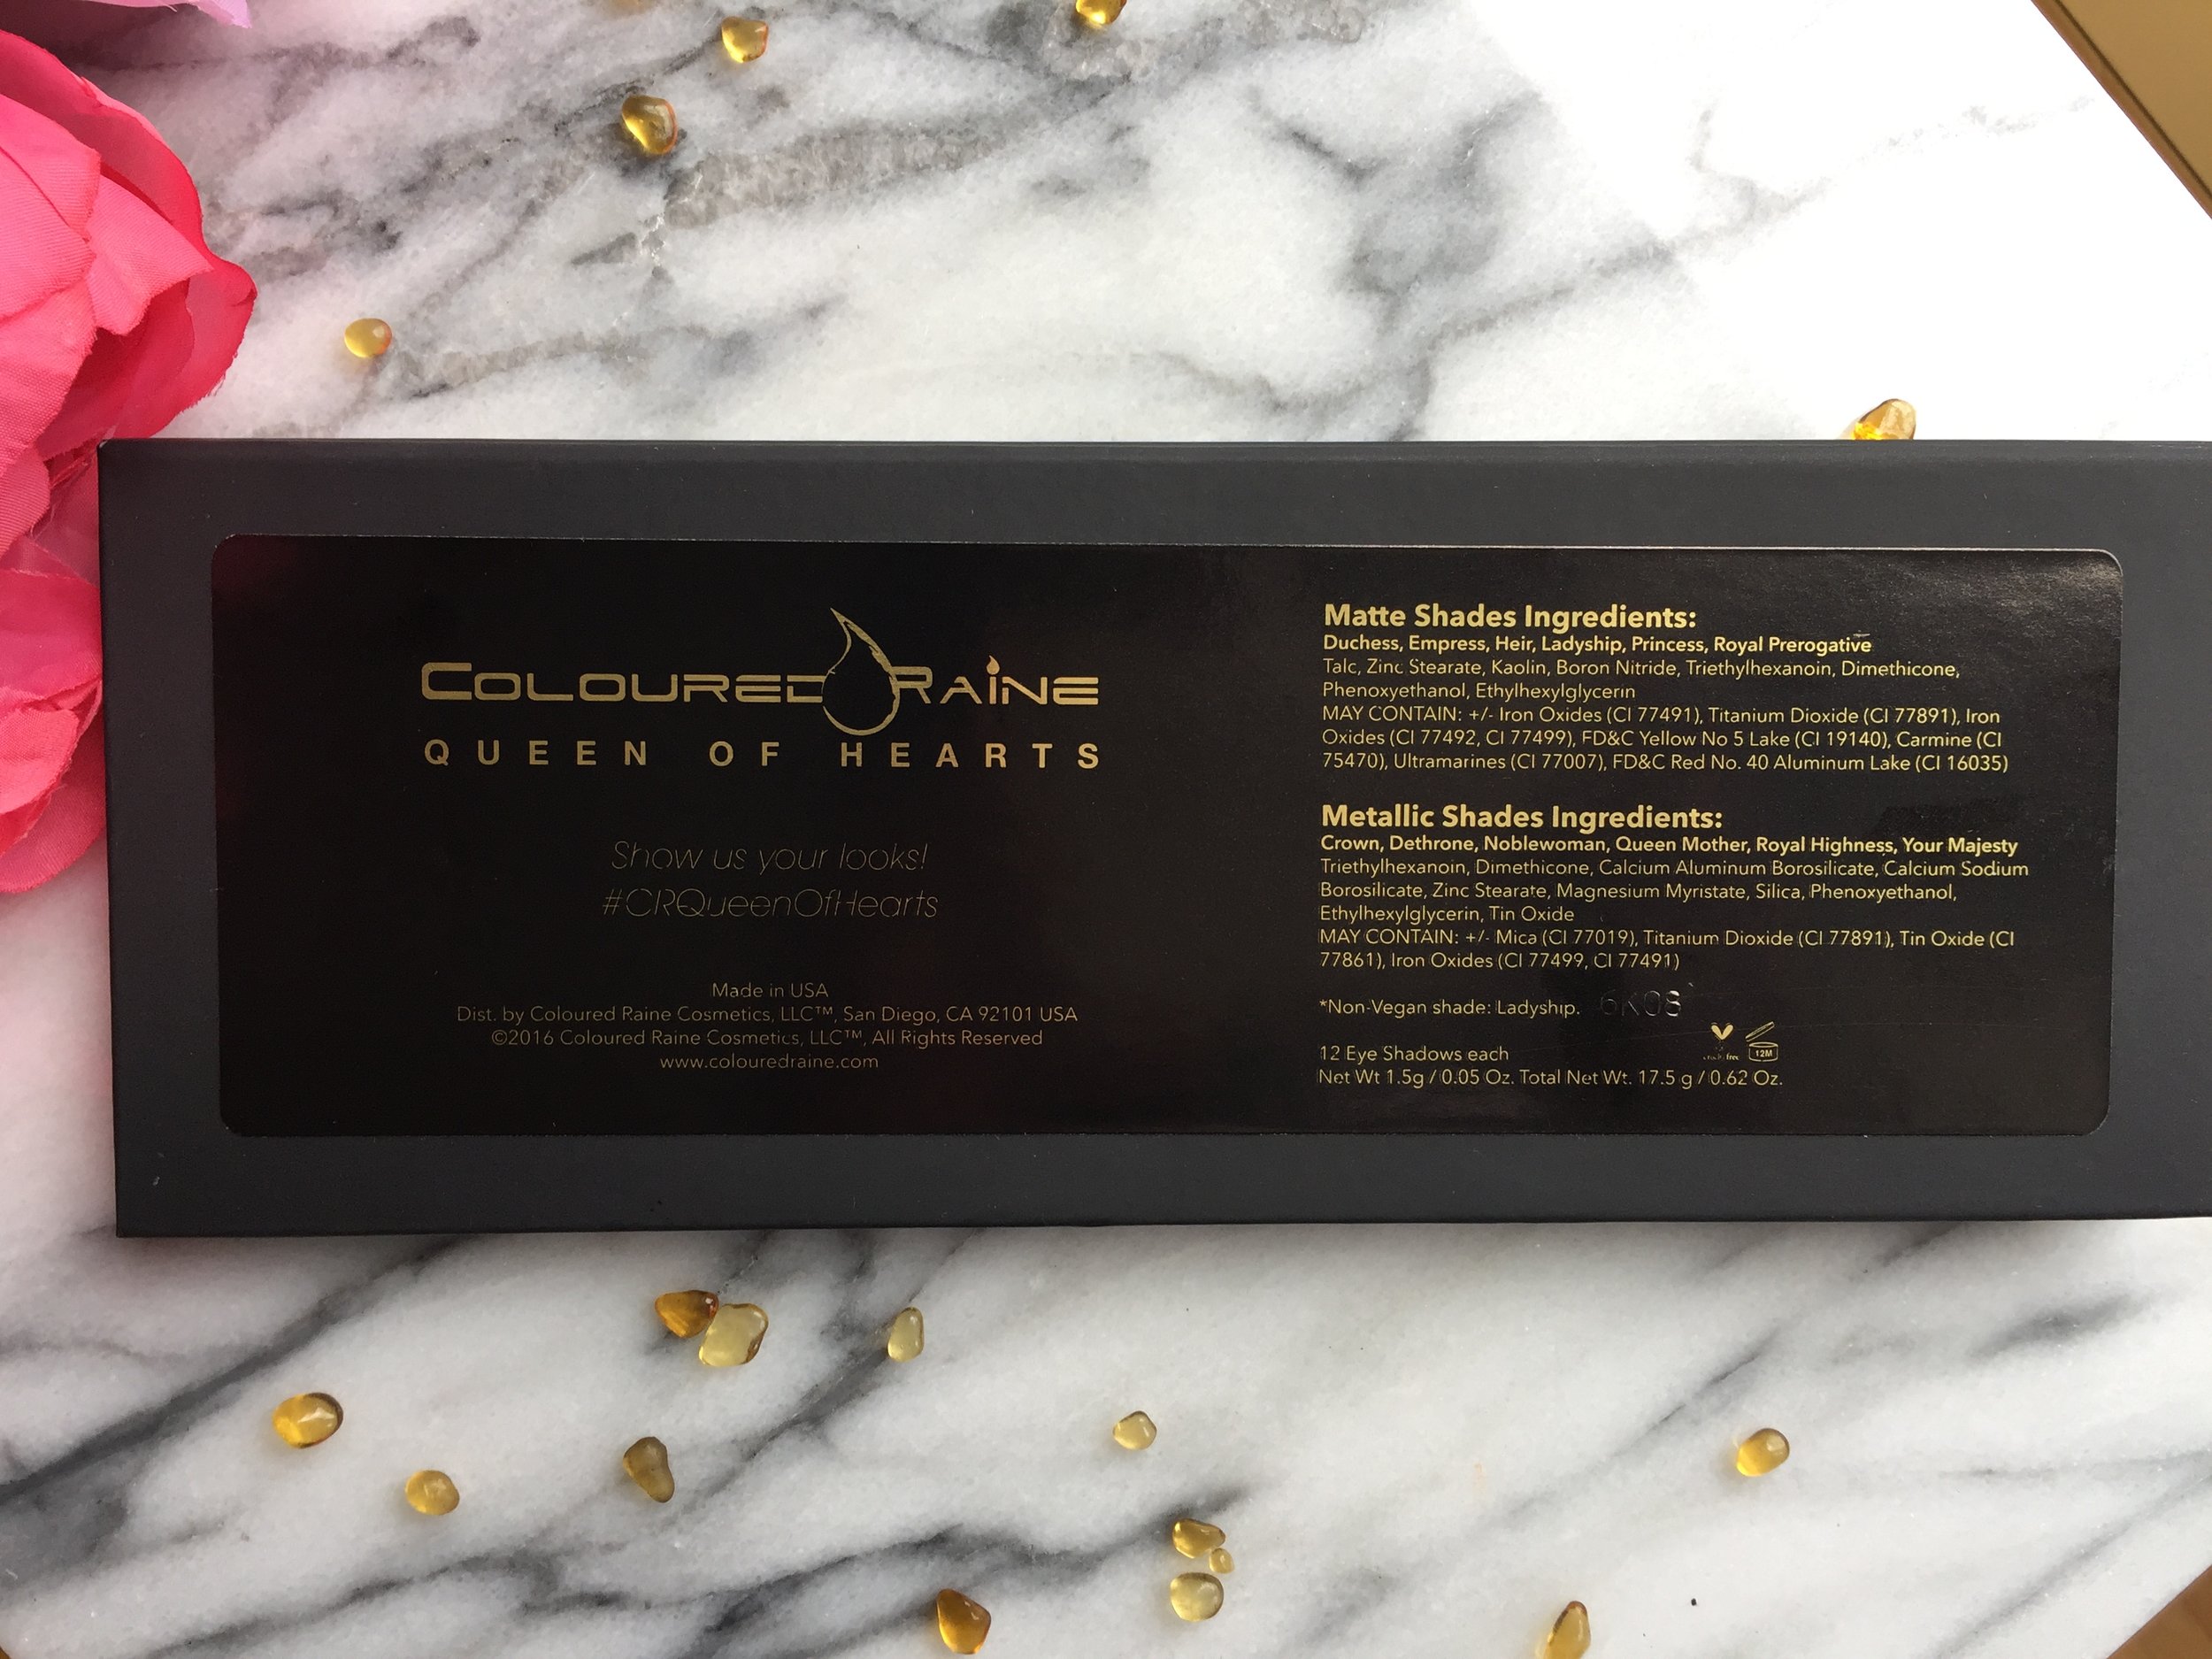 COLOURED RAINE
QUEEN OF HEARTS
Show us your looks!
#CRQueenOfHearts
Made in USA
Dist. by Coloured Raine Cosmetics, LLC™, San Diego, CA 92101 USA
©2016 Coloured Raine Cosmetics, LLC™, All Rights Reserved
www.colouredraine.com
Matte Shades Ingredients:
Duchess, Empress, Heir, Ladyship, Princess, Royal Prerogative
Talc, Zinc Stearate, Kaolin, Boron Nitride, Triethylhexanoin, Dimethicone,
Phenoxyethanol, Ethylhexylglycerin
MAY CONTAIN: +/- Iron Oxides (CI 77491), Titanium Dioxide (CI 77891), Iron
Oxides (CI 77492, CI 77499), FD&C Yellow No 5 Lake (CI 19140), Carmine (CI
75470), Ultramarines (CI 77007), FD&C Red No. 40 Aluminum Lake (CI 16035)
Metallic Shades Ingredients:
Crown, Dethrone, Noblewoman, Queen Mother, Royal Highness, Your Majesty
Triethylhexanoin, Dimethicone, Calcium Aluminum Borosilicate, Calcium Sodium
Borosilicate, Zinc Stearate, Magnesium Myristate, Silica, Phenoxyethanol,
Ethylhexylglycerin, Tin Oxide
MAY CONTAIN: +/- Mica (CI 77019), Titanium Dioxide (CI 77891), Tin Oxide (CI
77861), Iron Oxides (CI 77499, CI 77491)
*Non-Vegan shade: Ladyship. 6K08
free
12M
12 Eye Shadows each
Net Wt 1.5g / 0.05 Oz. Total Net Wt. 17.5 g / 0.62 Oz.